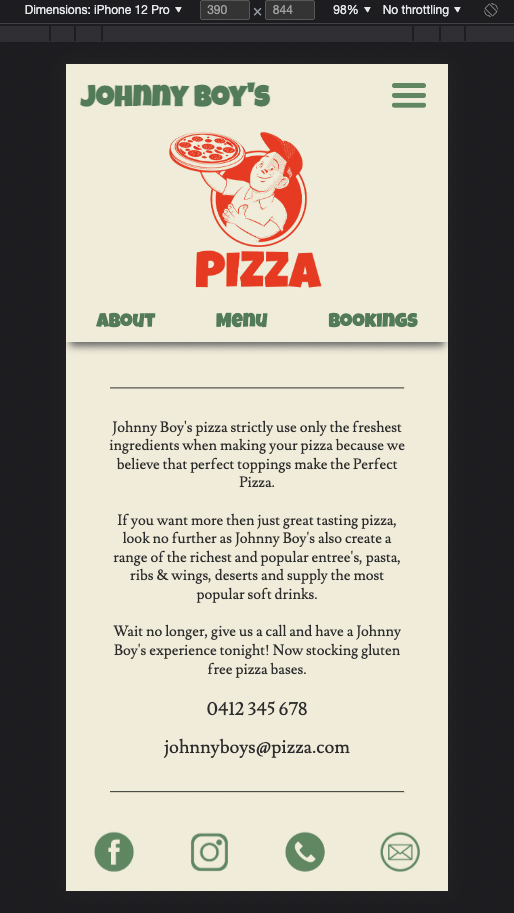 Dimensions: iPhone 12 Pro ▼ 390 × 844 98% ▼ No throttling ▼
JOHNNY BOY'S
PIZZA
ABOUT MENU BOOKINGS
Johnny Boy's pizza strictly use only the freshest
ingredients when making your pizza because we
believe that perfect toppings make the Perfect
Pizza.
If you want more then just great tasting pizza,
look no further as Johnny Boy's also create a
range of the richest and popular entree's, pasta,
ribs & wings, deserts and supply the most
popular soft drinks.
Wait no longer, give us a call and have a Johnny
Boy's experience tonight! Now stocking gluten
free pizza bases.
0412 345 678
johnnyboys@pizza.com